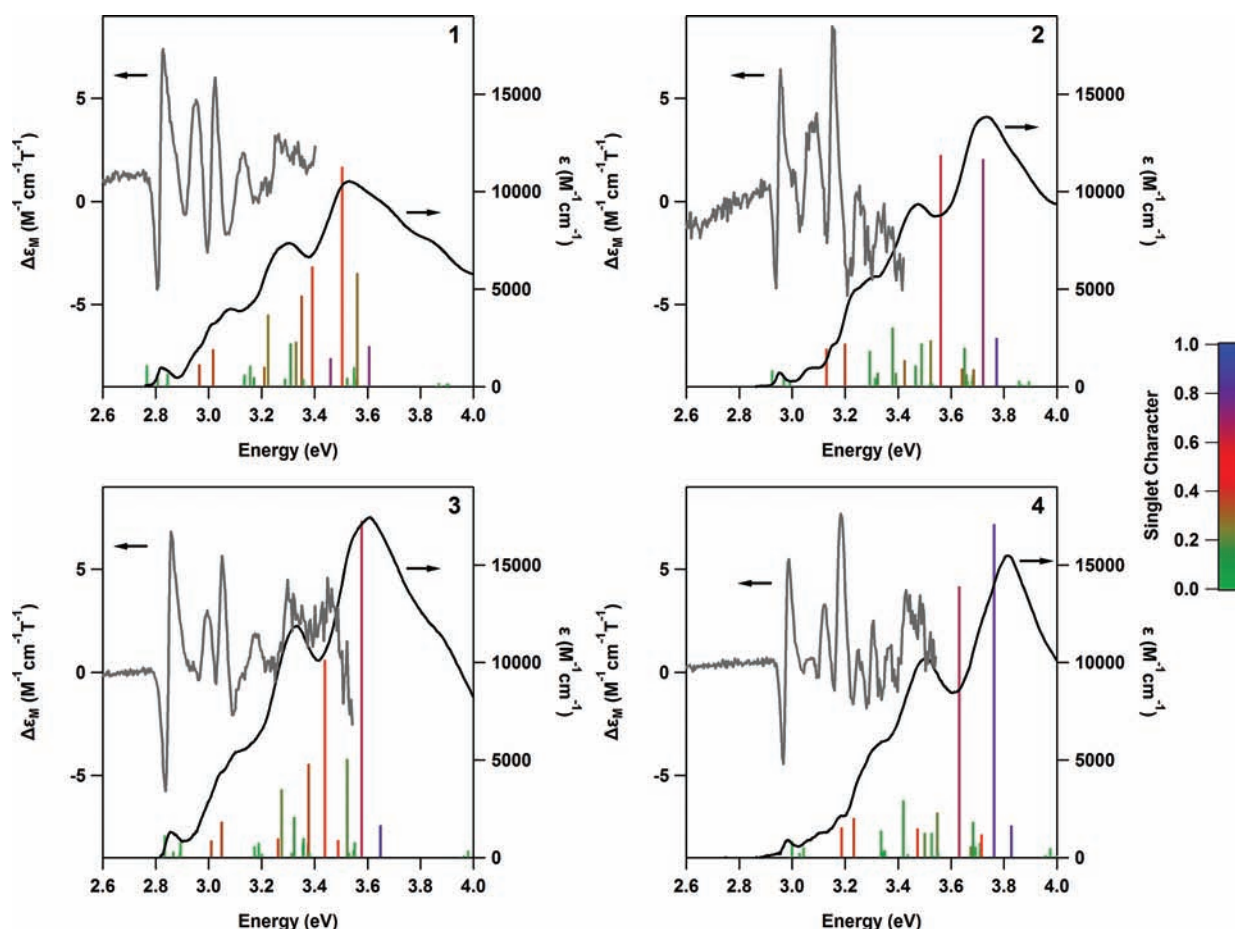 1
5
0
-5
Δε_M (M⁻¹cm⁻¹T⁻¹)
15000
10000
5000
0
ε (M⁻¹cm⁻¹)
2.6 2.8 3.0 3.2 3.4 3.6 3.8 4.0
Energy (eV)
2
5
0
-5
Δε_M (M⁻¹cm⁻¹T⁻¹)
15000
10000
5000
0
ε (M⁻¹cm⁻¹)
2.6 2.8 3.0 3.2 3.4 3.6 3.8 4.0
Energy (eV)
3
5
0
-5
Δε_M (M⁻¹cm⁻¹T⁻¹)
15000
10000
5000
0
ε (M⁻¹cm⁻¹)
2.6 2.8 3.0 3.2 3.4 3.6 3.8 4.0
Energy (eV)
4
5
0
-5
Δε_M (M⁻¹cm⁻¹T⁻¹)
15000
10000
5000
0
ε (M⁻¹cm⁻¹)
2.6 2.8 3.0 3.2 3.4 3.6 3.8 4.0
Energy (eV)
Singlet Character
1.0
0.8
0.6
0.4
0.2
0.0